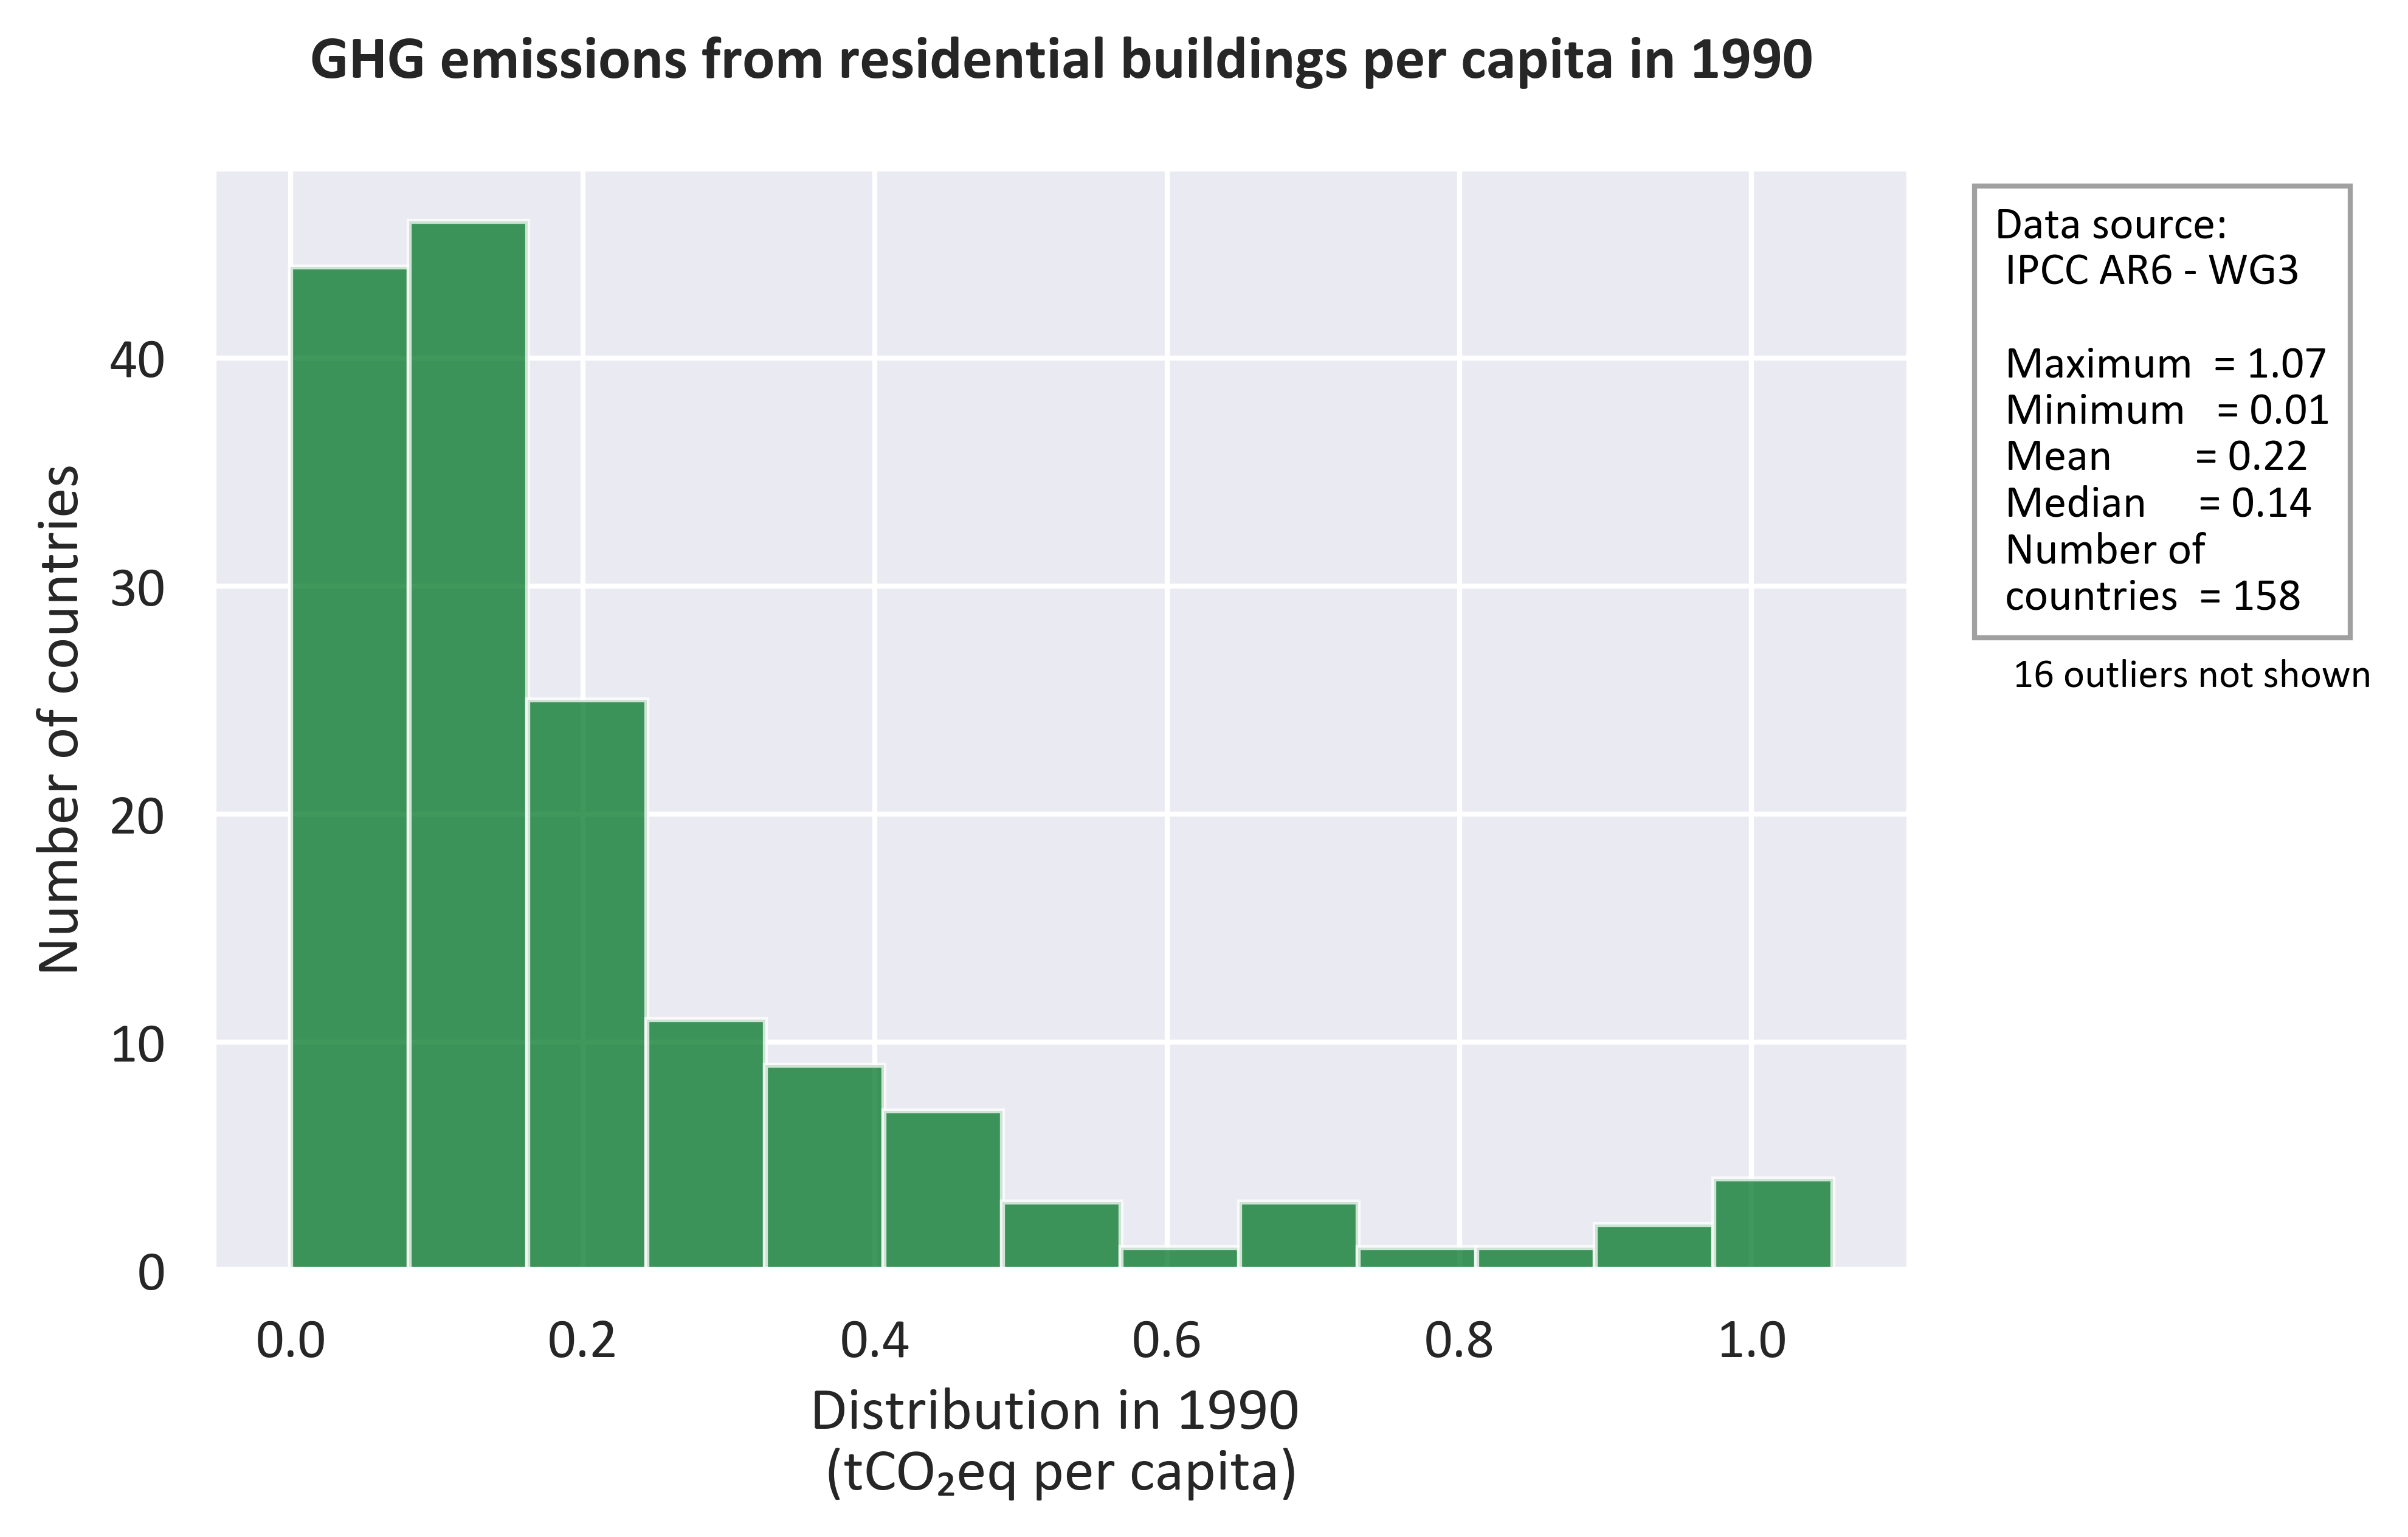 GHG emissions from residential buildings per capita in 1990
Number of countries
40
30
20
10
0
0.0 0.2 0.4 0.6 0.8 1.0
Distribution in 1990
(tCO₂eq per capita)
Data source:
IPCC AR6 - WG3
Maximum = 1.07
Minimum = 0.01
Mean = 0.22
Median = 0.14
Number of
countries = 158
16 outliers not shown